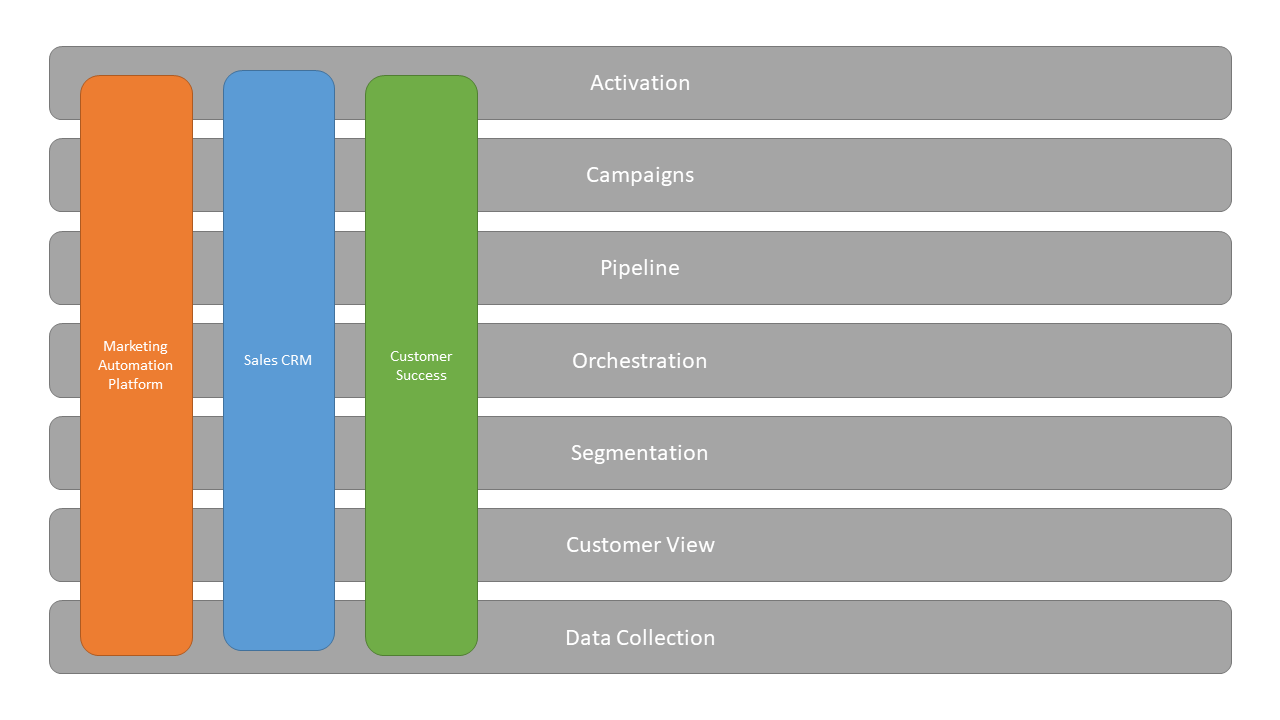 Activation
Campaigns
Pipeline
Marketing
Automation
Platform
Sales CRM
Customer
Success
Orchestration
Segmentation
Customer View
Data Collection